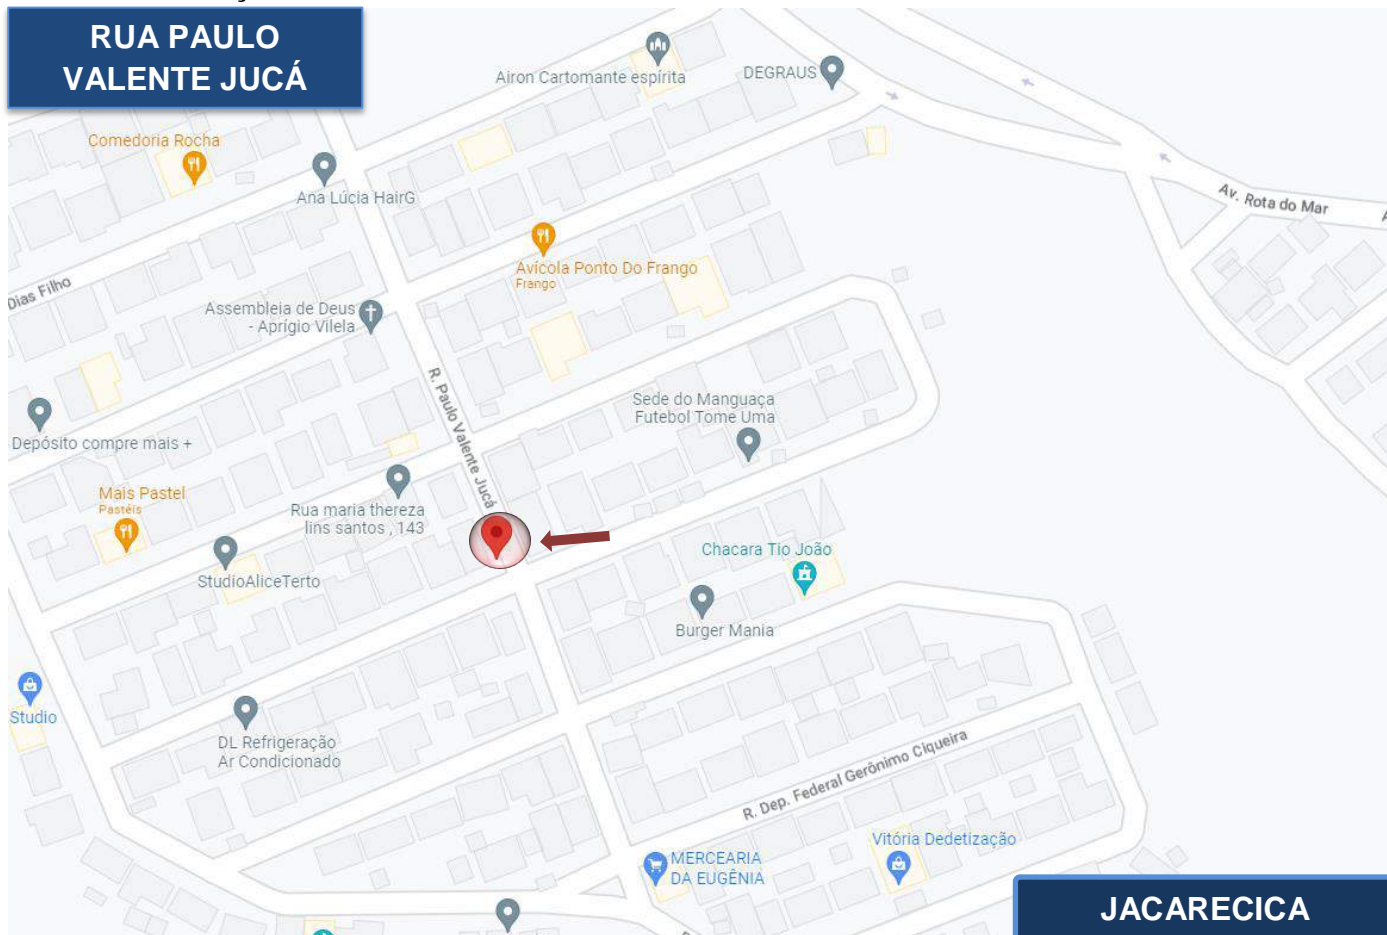 RUA PAULO
VALENTE JUCÁ
Airon Cartomante espírita
DEGRAUS
Comedoria Rocha
Ana Lúcia HairG
Av. Rota do Mar
Avícola Ponto Do Frango
Frango
Dias Filho
Assembleia de Deus
- Aprígio Vilela
R. Paulo Valente Jucá
Sede do Manguaça
Futebol Tome Uma
Depósito compre mais +
Mais Pastel
Pastéis
Rua maria thereza
lins santos , 143
StudioAliceTerto
Chacara Tio João
Burger Mania
Studio
DL Refrigeração
Ar Condicionado
R. Dep. Federal Gerônimo Ciqueira
Vitória Dedetização
MERCEARIA
DA EUGÊNIA
JACARECICA